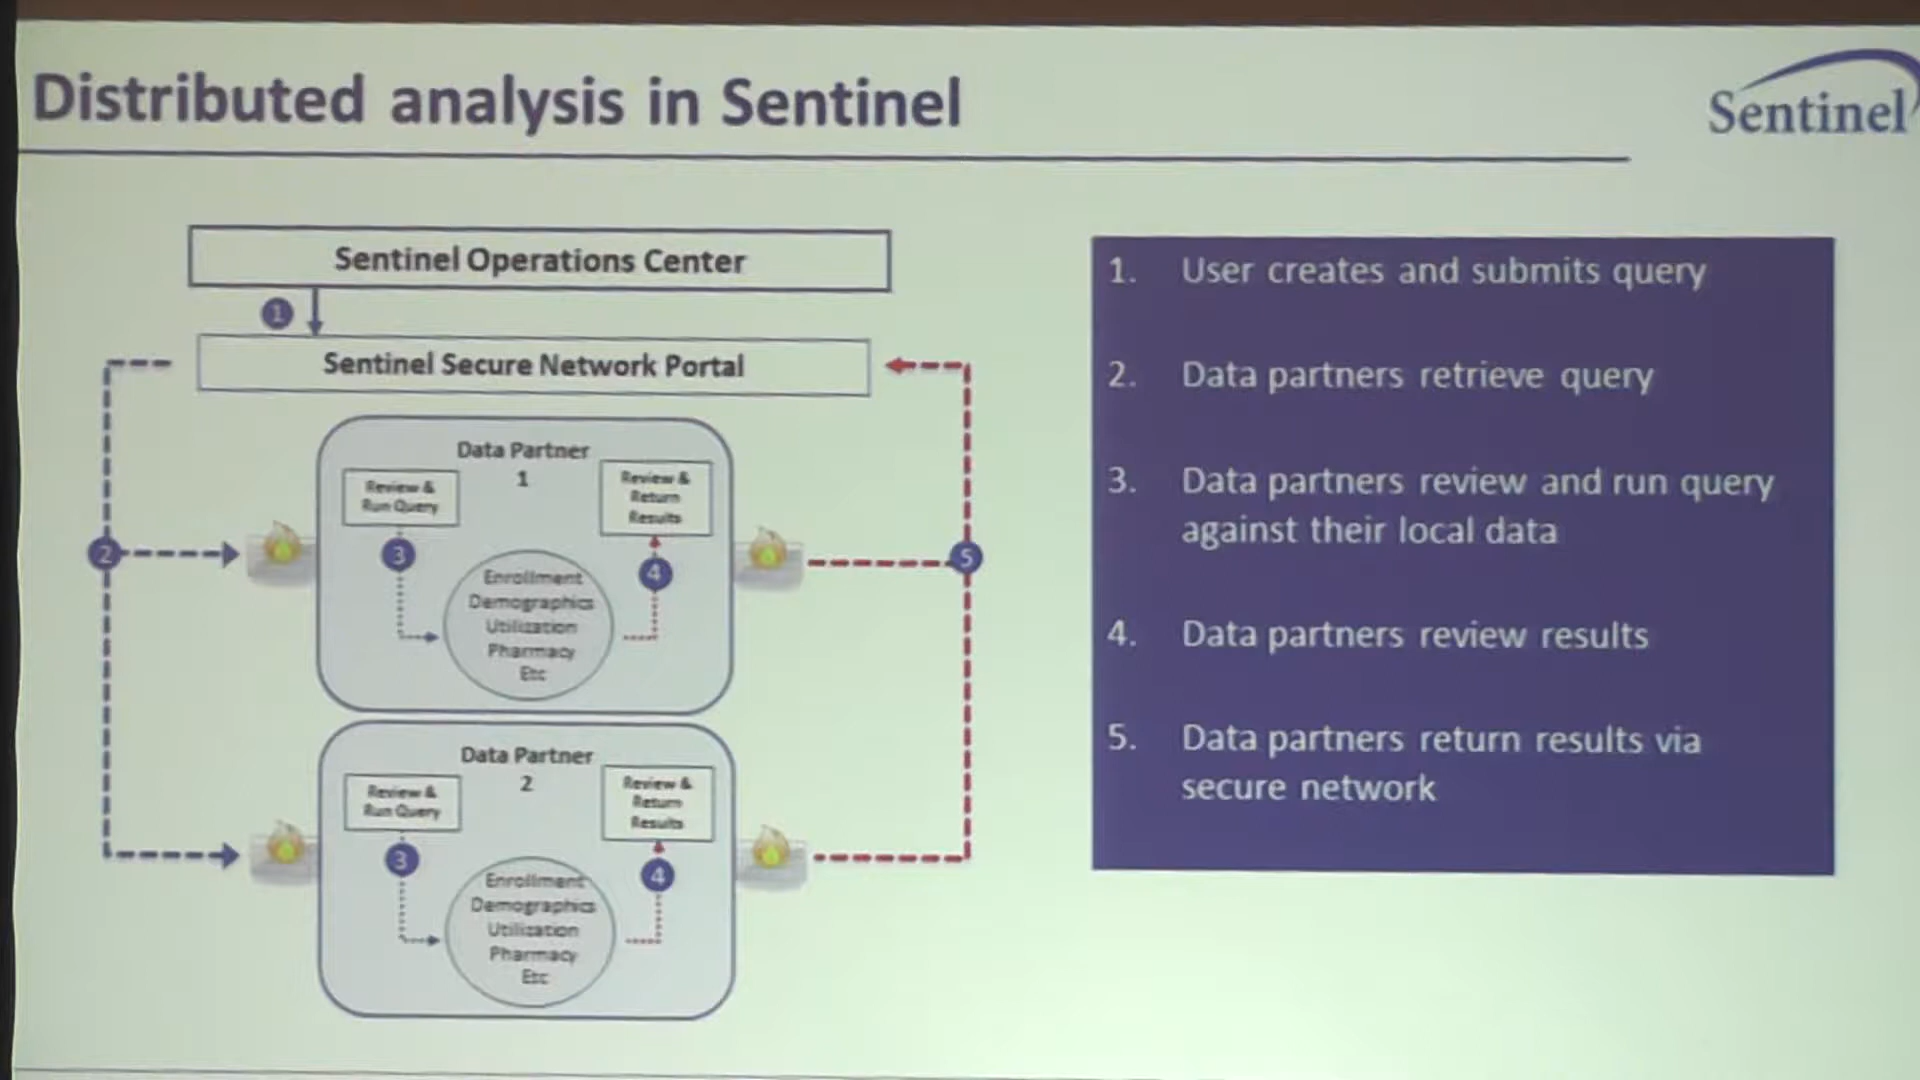 Distributed analysis in Sentinel
Sentinel
Sentinel Operations Center
1
Sentinel Secure Network Portal
Data Partner
1
Review &
Run Query
Review &
Return
Results
2
3
4
5
Enrollment
Demographics
Utilization
Pharmacy
Etc
Data Partner
2
Review &
Run Query
Review &
Return
Results
3
4
Enrollment
Demographics
Utilization
Pharmacy
Etc
1. User creates and submits query
2. Data partners retrieve query
3. Data partners review and run query
against their local data
4. Data partners review results
5. Data partners return results via
secure network